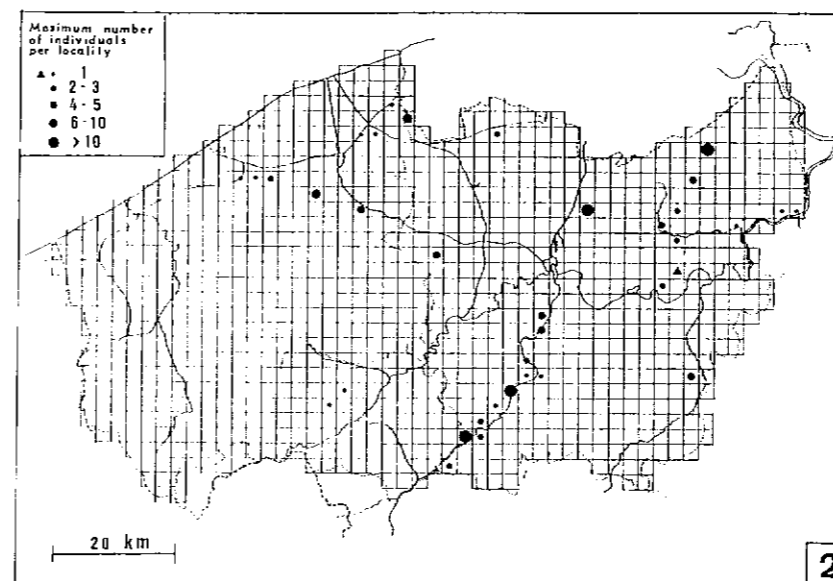 Maximum number
of individuals
per locality
1
2-3
4-5
6-10
>10
20 km
2